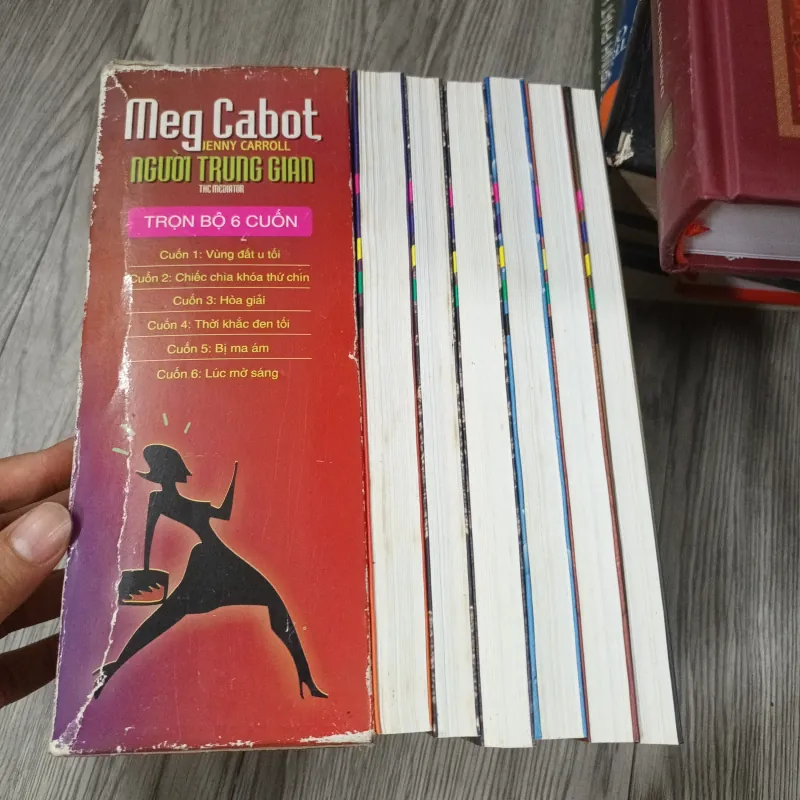 Meg Cabot
JENNY CARROLL
NGƯỜI TRUNG GIAN
THE MEDIATOR
TRỌN BỘ 6 CUỐN
Cuốn 1: Vùng đất u tối
Cuốn 2: Chiếc chìa khóa thứ chín
Cuốn 3: Hòa giải
Cuốn 4: Thời khắc đen tối
Cuốn 5: Bị ma ám
Cuốn 6: Lúc mờ sáng